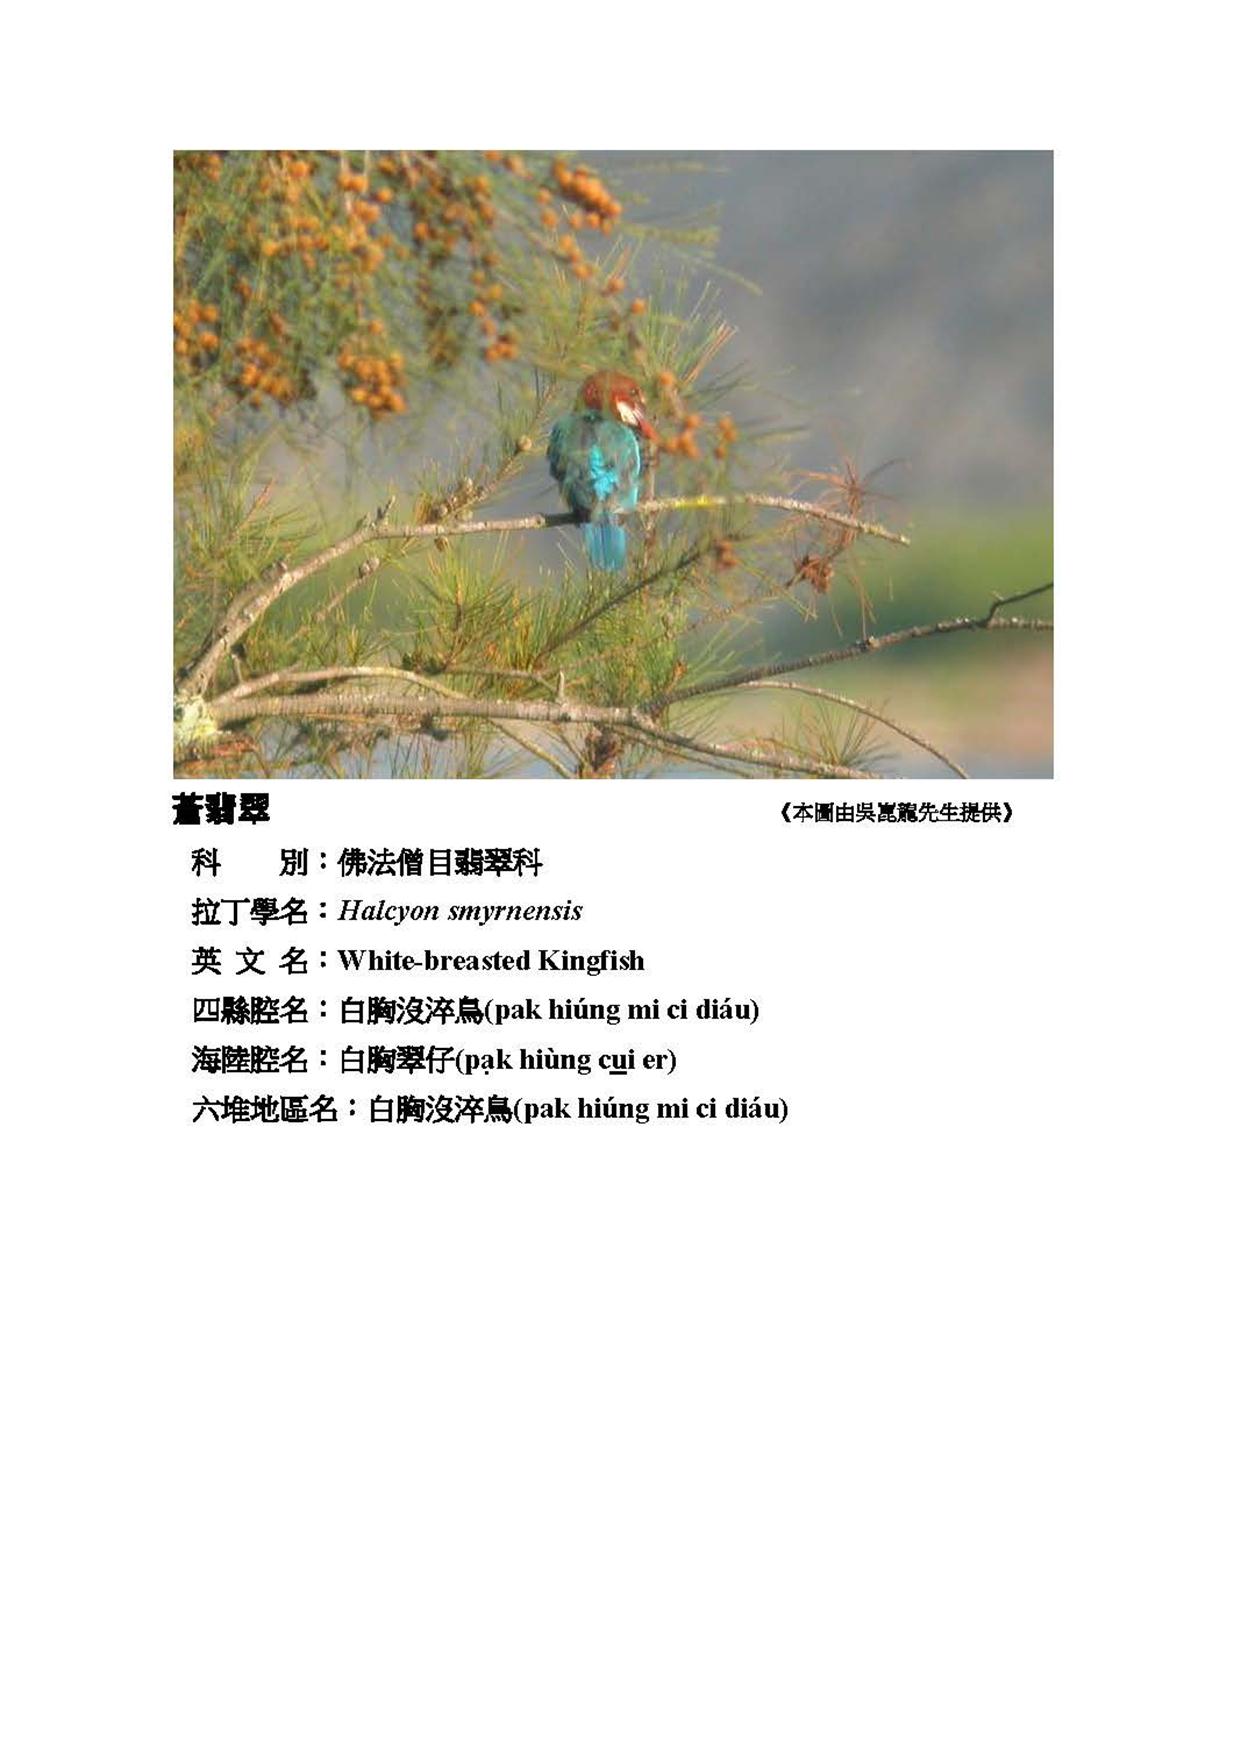 蒼翡翠 《本圖由吳崑龍先生提供》
科 別：佛法僧目翡翠科
拉丁學名：Halcyon smyrnensis
英 文 名：White-breasted Kingfish
四縣腔名：白胸沒淬鳥(pak hiúng mi ci diáu)
海陸腔名：白胸翠仔(pạk hiùng cu̲i er)
六堆地區名：白胸沒淬鳥(pak hiúng mi ci diáu)